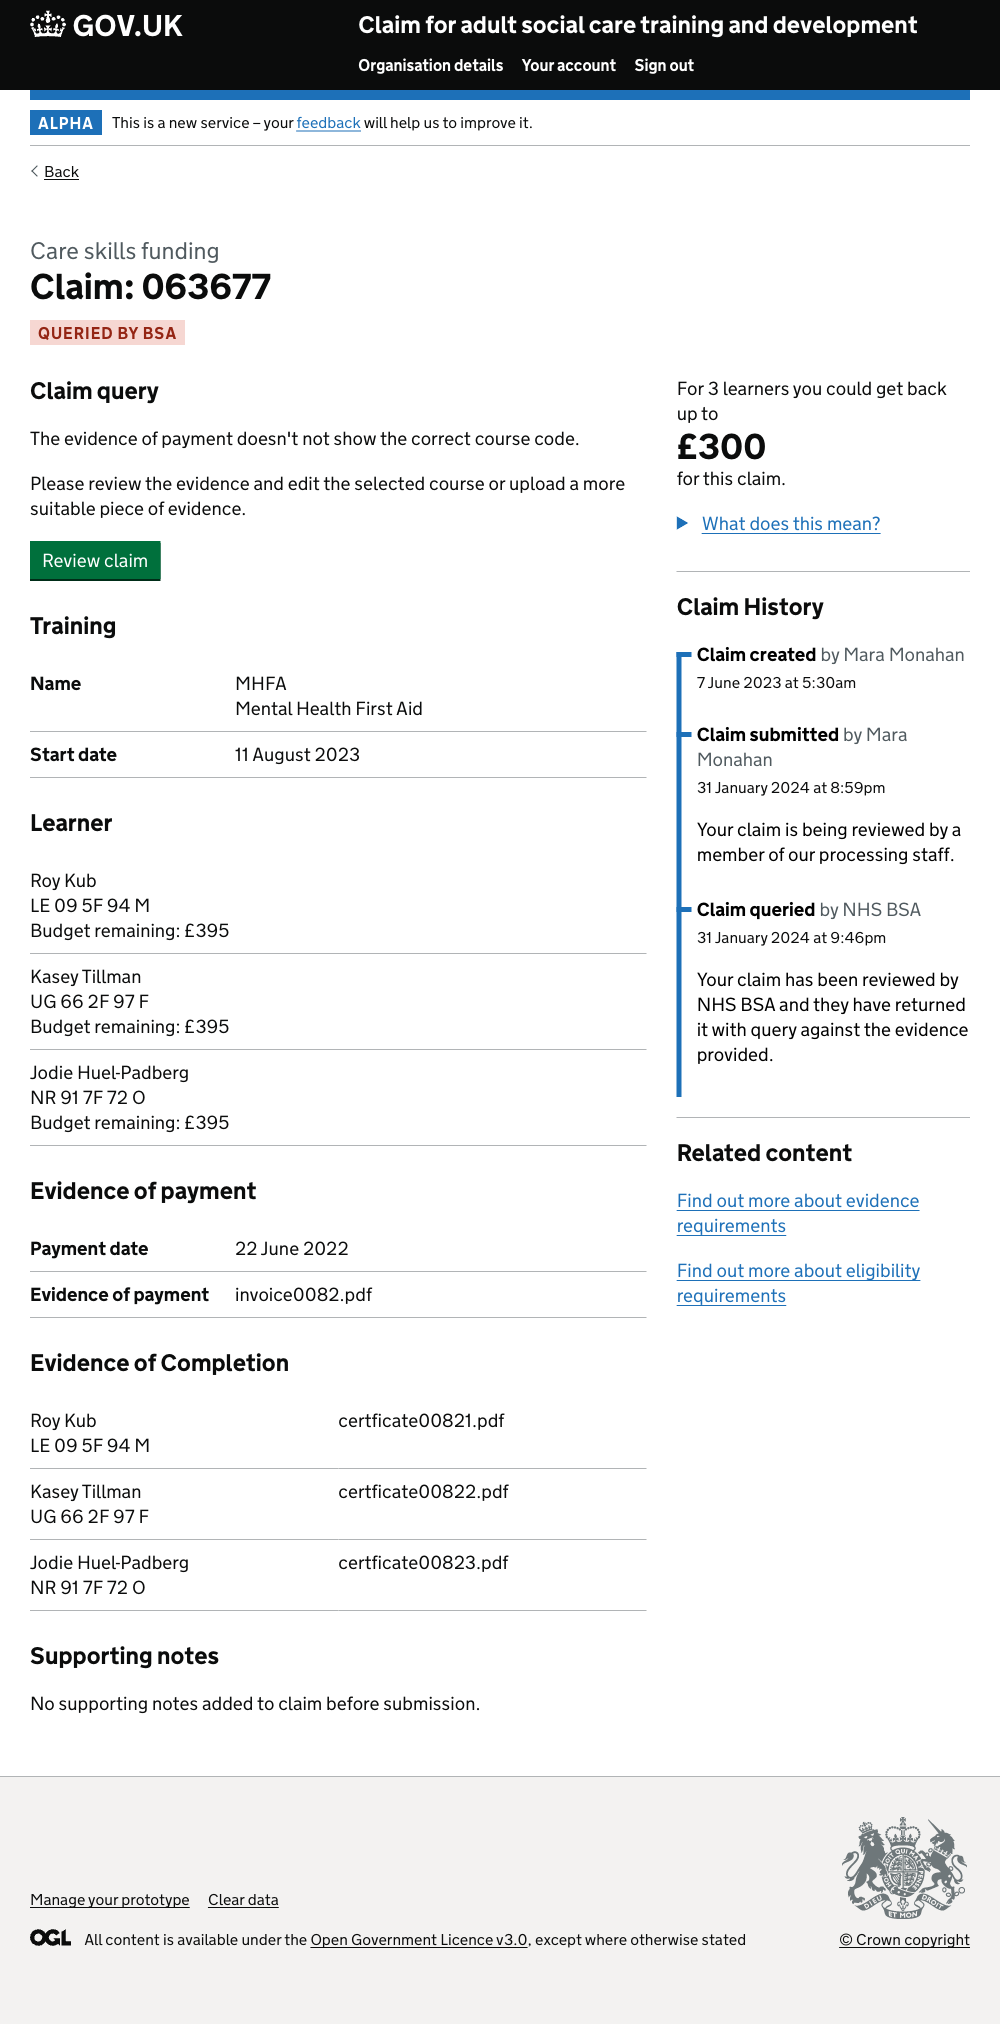 GOV.UK
Claim for adult social care training and development
Organisation details Your account Sign out
ALPHA This is a new service – your feedback will help us to improve it.
Back
Care skills funding
Claim: 063677
QUERIED BY BSA
Claim query
The evidence of payment doesn't not show the correct course code.
Please review the evidence and edit the selected course or upload a more
suitable piece of evidence.
Review claim
Training
Name MHFA
Mental Health First Aid
Start date 11 August 2023
Learner
Roy Kub
LE 09 5F 94 M
Budget remaining: £395
Kasey Tillman
UG 66 2F 97 F
Budget remaining: £395
Jodie Huel-Padberg
NR 91 7F 72 O
Budget remaining: £395
Evidence of payment
Payment date 22 June 2022
Evidence of payment invoice0082.pdf
Evidence of Completion
Roy Kub certficate00821.pdf
LE 09 5F 94 M
Kasey Tillman certficate00822.pdf
UG 66 2F 97 F
Jodie Huel-Padberg certficate00823.pdf
NR 91 7F 72 O
Supporting notes
No supporting notes added to claim before submission.
For 3 learners you could get back
up to
£300
for this claim.
What does this mean?
Claim History
Claim created by Mara Monahan
7 June 2023 at 5:30am
Claim submitted by Mara
Monahan
31 January 2024 at 8:59pm
Your claim is being reviewed by a
member of our processing staff.
Claim queried by NHS BSA
31 January 2024 at 9:46pm
Your claim has been reviewed by
NHS BSA and they have returned
it with query against the evidence
provided.
Related content
Find out more about evidence
requirements
Find out more about eligibility
requirements
Manage your prototype Clear data
OGL All content is available under the Open Government Licence v3.0, except where otherwise stated
DIEU ET MON DROIT
© Crown copyright